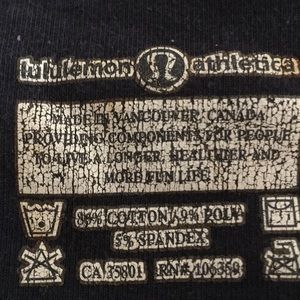 lululemon athletica
MADE IN VANCOUVER, CANADA
PROVIDING COMPONENTS FOR PEOPLE
TO LIVE A LONGER, HEALTHIER AND
MORE FUN LIFE.
86% COTTON / 9% POLY
5% SPANDEX
CA 35801 RN# 106359